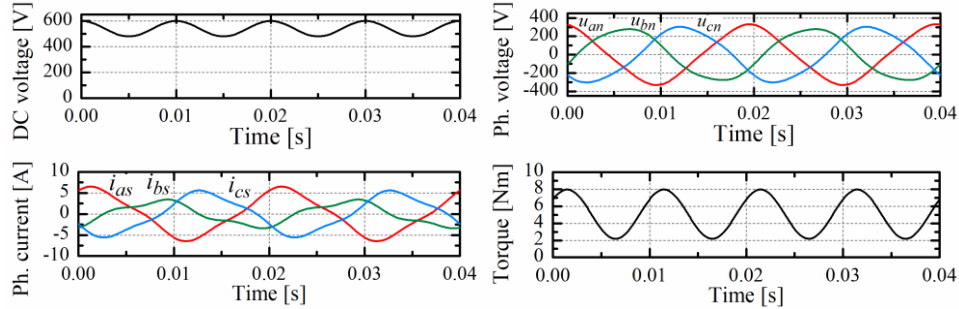 DC voltage [V]
600
400
200
0
0.00 0.01 0.02 0.03 0.04
Time [s]
Ph. voltage [V]
400
200
0
-200
-400
u_an u_bn u_cn
0.00 0.01 0.02 0.03 0.04
Time [s]
Ph. current [A]
10
5
0
-5
-10
i_as i_bs i_cs
0.00 0.01 0.02 0.03 0.04
Time [s]
Torque [Nm]
10
8
6
4
2
0
0.00 0.01 0.02 0.03 0.04
Time [s]